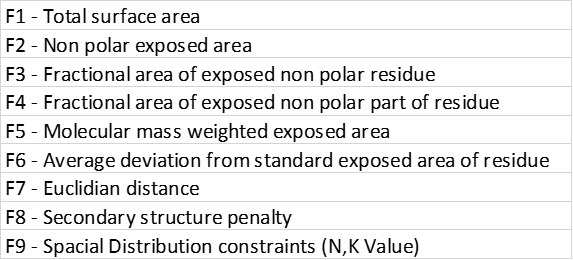 F1 - Total surface area
F2 - Non polar exposed area
F3 - Fractional area of exposed non polar residue
F4 - Fractional area of exposed non polar part of residue
F5 - Molecular mass weighted exposed area
F6 - Average deviation from standard exposed area of residue
F7 - Euclidian distance
F8 - Secondary structure penalty
F9 - Spacial Distribution constraints (N,K Value)